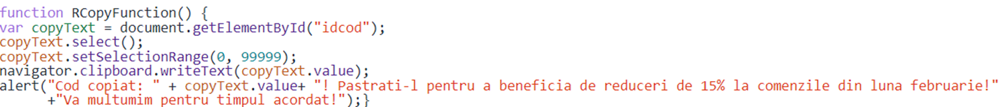 function RCopyFunction() {
var copyText = document.getElementById("idcod");
copyText.select();
copyText.setSelectionRange(0, 99999);
navigator.clipboard.writeText(copyText.value);
alert("Cod copiat: " + copyText.value+ "! Pastrati-l pentru a beneficia de reduceri de 15% la comenzile din luna februarie!"
+"Va multumim pentru timpul acordat!");}